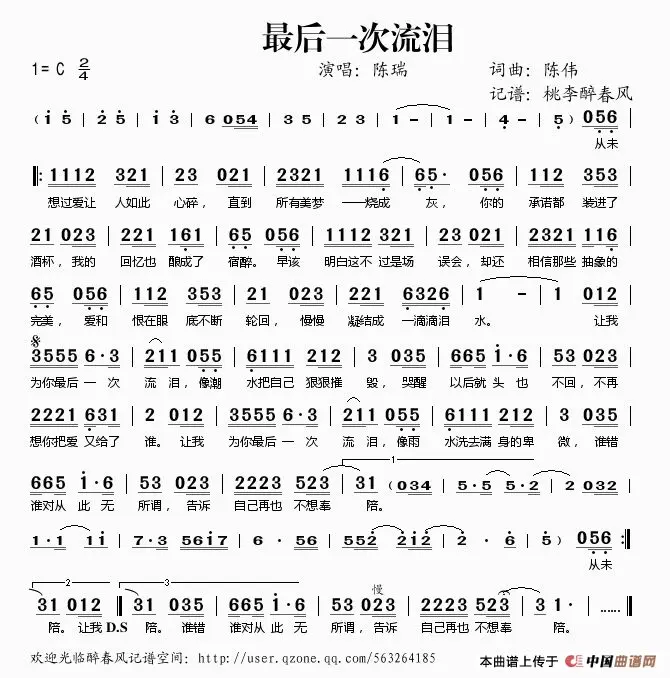 最后一次流泪
1= C 2/4 演唱：陈瑞 词曲：陈伟
记谱：桃李醉春风
( i 5 | 2 5 | i 3 | 6 054 | 3 5 | 2 4 | 1 - | 1 - | 4 - | 5 ) 056 |
从未
‖: 1112 321 | 23 021 | 2321 1116 | 65· 056 | 112 353 |
想过爱让 人如此 心碎，直到 所有美梦 一一烧成 灰， 你的 承诺都 装进了
21 023 | 221 161 | 65 056 | 1112 321 | 23 021 | 2321 1116 |
酒杯，我的 回忆也 酿成了 宿醉。早该 明白这不 过是场 误会，却还 相信那些 抽象的
65 056 | 112 353 | 21 023 | 221 6326 | 1 - | 1 012 |
完美，爱和 恨在眼 底不断 轮回，慢慢 凝结成 一滴滴泪 水。 让我
3555 6·3 | 211 055 | 6111 212 | 3 035 | 665 i·6 | 53 023 |
为你最后 一 次 流 泪，像潮 水把自己 狠狠摧 毁，哭醒 以后就 头 也 不回，不再
2221 631 | 2 012 | 3555 6·3 | 211 055 | 6111 212 | 3 035 |
想你把爱 又给了 谁。让我 为你最后 一 次 流 泪，像雨 水洗去满 身的卑 微，谁错
1
665 i·6 | 53 023 | 2223 523 | 31 (034 | 5·5 5·2 | 2 032 |
谁对从 此 无 所谓，告诉 自己再也 不想奉 陪。
1·1 1i | 7·3 56i7 | 6· 56 | 552 2i2 | 2· 6 | 5 ) 056 :‖
从未
2 3 慢
31 012 :‖ 31 035 | 665 i·6 | 53 023 | 2223 523 | 3 1 | ...... ‖
陪。让我 D.S 陪。谁错 谁对从 此 无 所谓，告诉 自己再也 不想奉 陪。
欢迎光临醉春风记谱空间：http://user.qzone.qq.com/563264185
本曲谱上传于 中国曲谱网